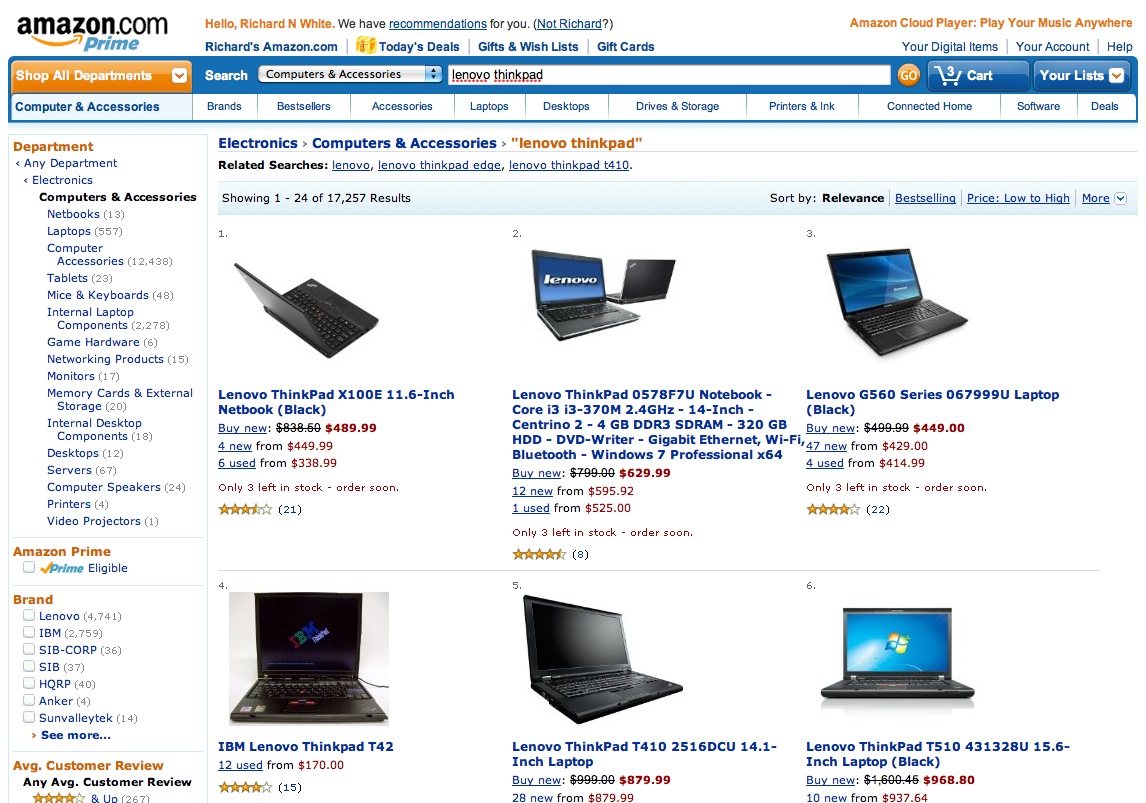 amazon.com
Prime
Hello, Richard N White. We have recommendations for you. (Not Richard?)
Amazon Cloud Player: Play Your Music Anywhere
Richard's Amazon.com Today's Deals Gifts & Wish Lists Gift Cards
Your Digital Items Your Account Help
Shop All Departments Search Computers & Accessories lenovo thinkpad GO 3 Cart Your Lists
Computer & Accessories Brands Bestsellers Accessories Laptops Desktops Drives & Storage Printers & Ink Connected Home Software Deals
Department
‹ Any Department
‹ Electronics
Computers & Accessories
Netbooks (13)
Laptops (557)
Computer
Accessories (12,438)
Tablets (23)
Mice & Keyboards (48)
Internal Laptop
Components (2,278)
Game Hardware (6)
Networking Products (15)
Monitors (17)
Memory Cards & External
Storage (20)
Internal Desktop
Components (18)
Desktops (12)
Servers (67)
Computer Speakers (24)
Printers (4)
Video Projectors (1)
Amazon Prime
Prime Eligible
Brand
Lenovo (4,741)
IBM (2,759)
SIB-CORP (36)
SIB (37)
HQRP (40)
Anker (4)
Sunvalleytek (14)
› See more...
Avg. Customer Review
Any Avg. Customer Review
& Up (267)
Electronics › Computers & Accessories › "lenovo thinkpad"
Related Searches: lenovo, lenovo thinkpad edge, lenovo thinkpad t410.
Showing 1 - 24 of 17,257 Results
Sort by: Relevance Bestselling Price: Low to High More
1.
Lenovo ThinkPad X100E 11.6-Inch
Netbook (Black)
Buy new: $838.50 $489.99
4 new from $449.99
6 used from $338.99
Only 3 left in stock - order soon.
(21)
2.
lenovo
Lenovo ThinkPad 0578F7U Notebook -
Core i3 i3-370M 2.4GHz - 14-Inch -
Centrino 2 - 4 GB DDR3 SDRAM - 320 GB
HDD - DVD-Writer - Gigabit Ethernet, Wi-Fi,
Bluetooth - Windows 7 Professional x64
Buy new: $799.00 $629.99
12 new from $595.92
1 used from $525.00
Only 3 left in stock - order soon.
(8)
3.
Lenovo G560 Series 067999U Laptop
(Black)
Buy new: $499.99 $449.00
47 new from $429.00
4 used from $414.99
Only 3 left in stock - order soon.
(22)
4.
IBM
ThinkPad
IBM Lenovo Thinkpad T42
12 used from $170.00
(15)
5.
Lenovo ThinkPad T410 2516DCU 14.1-
Inch Laptop
Buy new: $999.00 $879.99
28 new from $879.99
6.
Lenovo ThinkPad T510 431328U 15.6-
Inch Laptop (Black)
Buy new: $1,600.45 $968.80
10 new from $937.64